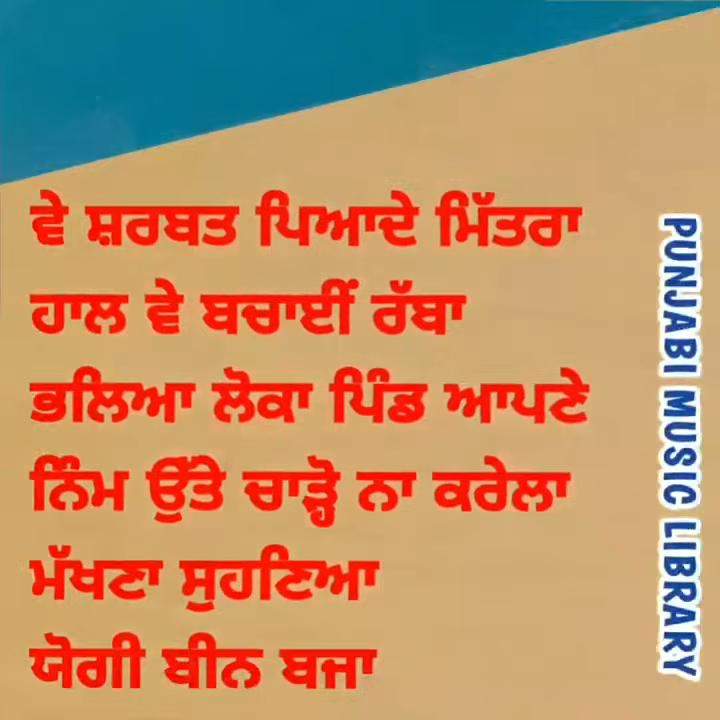 ਵੇ ਸ਼ਰਬਤ ਪਿਆਦੇ ਮਿੱਤਰਾ
ਹਾਲ ਵੇ ਬਚਾਈਂ ਰੱਬਾ
ਭਲਿਆ ਲੋਕਾ ਪਿੰਡ ਆਪਣੇ
ਨਿੰਮ ਉੱਤੇ ਚਾੜ੍ਹੋ ਨਾ ਕਰੇਲਾ
ਮੱਖਣਾ ਸੁਹਣਿਆ
ਯੋਗੀ ਬੀਨ ਬਜਾ
PUNJABI MUSIC LIBRARY